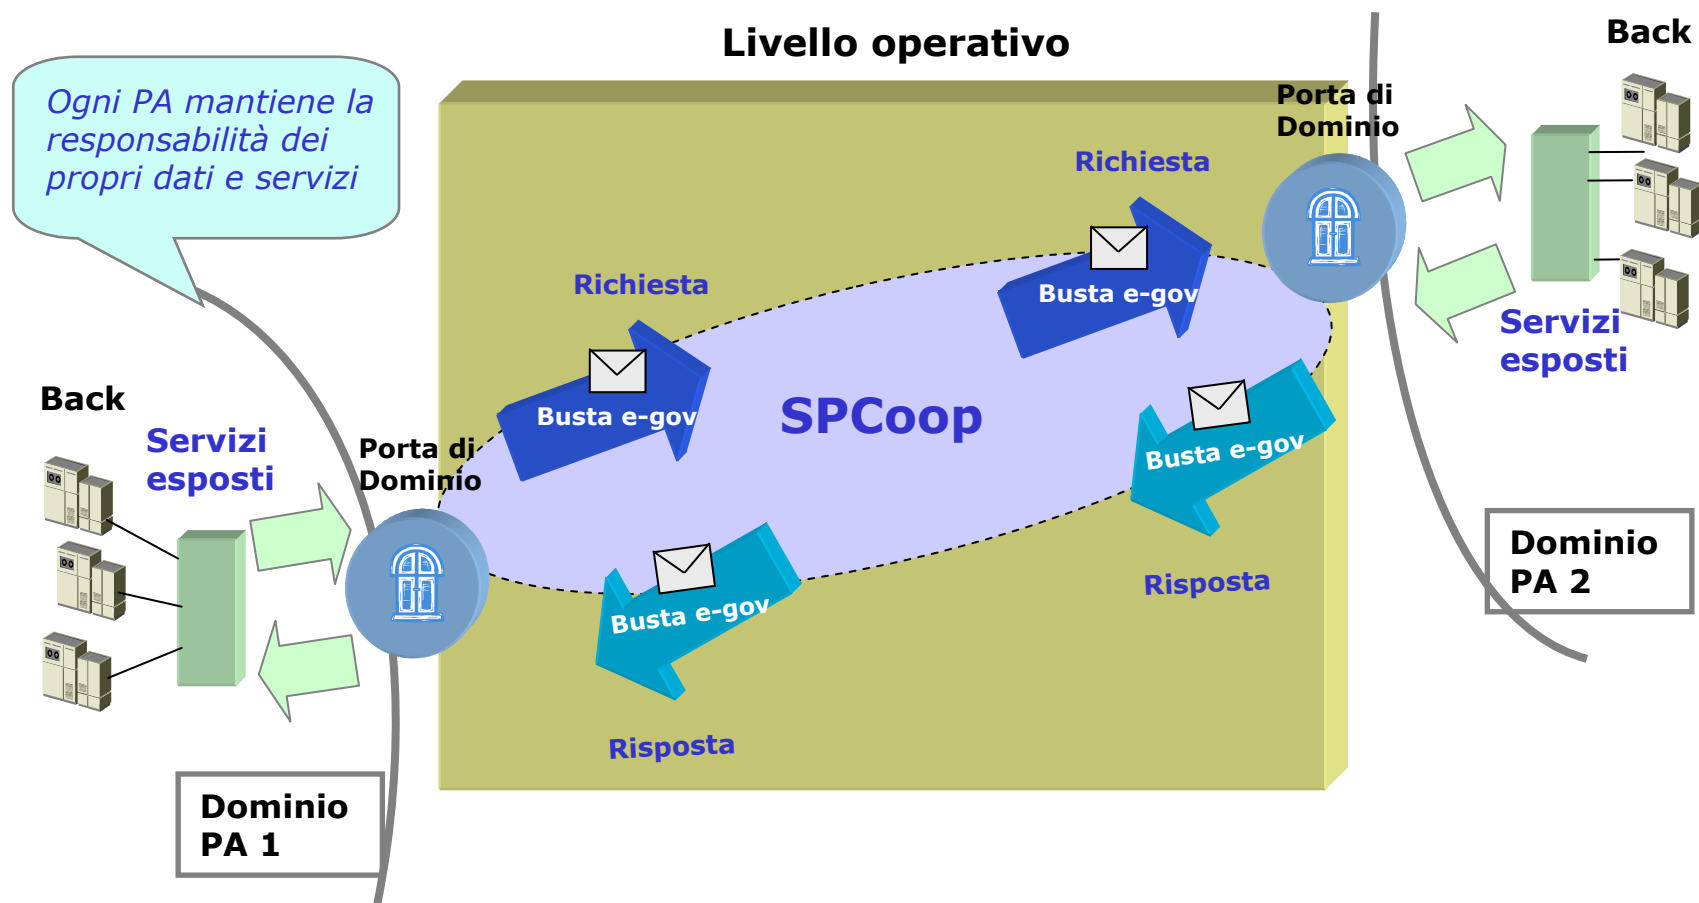 Livello operativo
Back
Ogni PA mantiene la
responsabilità dei
propri dati e servizi
Porta di
Dominio
Richiesta
Richiesta
Busta e-gov
Servizi
esposti
Back
Servizi
esposti
Porta di
Dominio
Busta e-gov
SPCoop
Busta e-gov
Risposta
Busta e-gov
Risposta
Dominio
PA 2
Dominio
PA 1